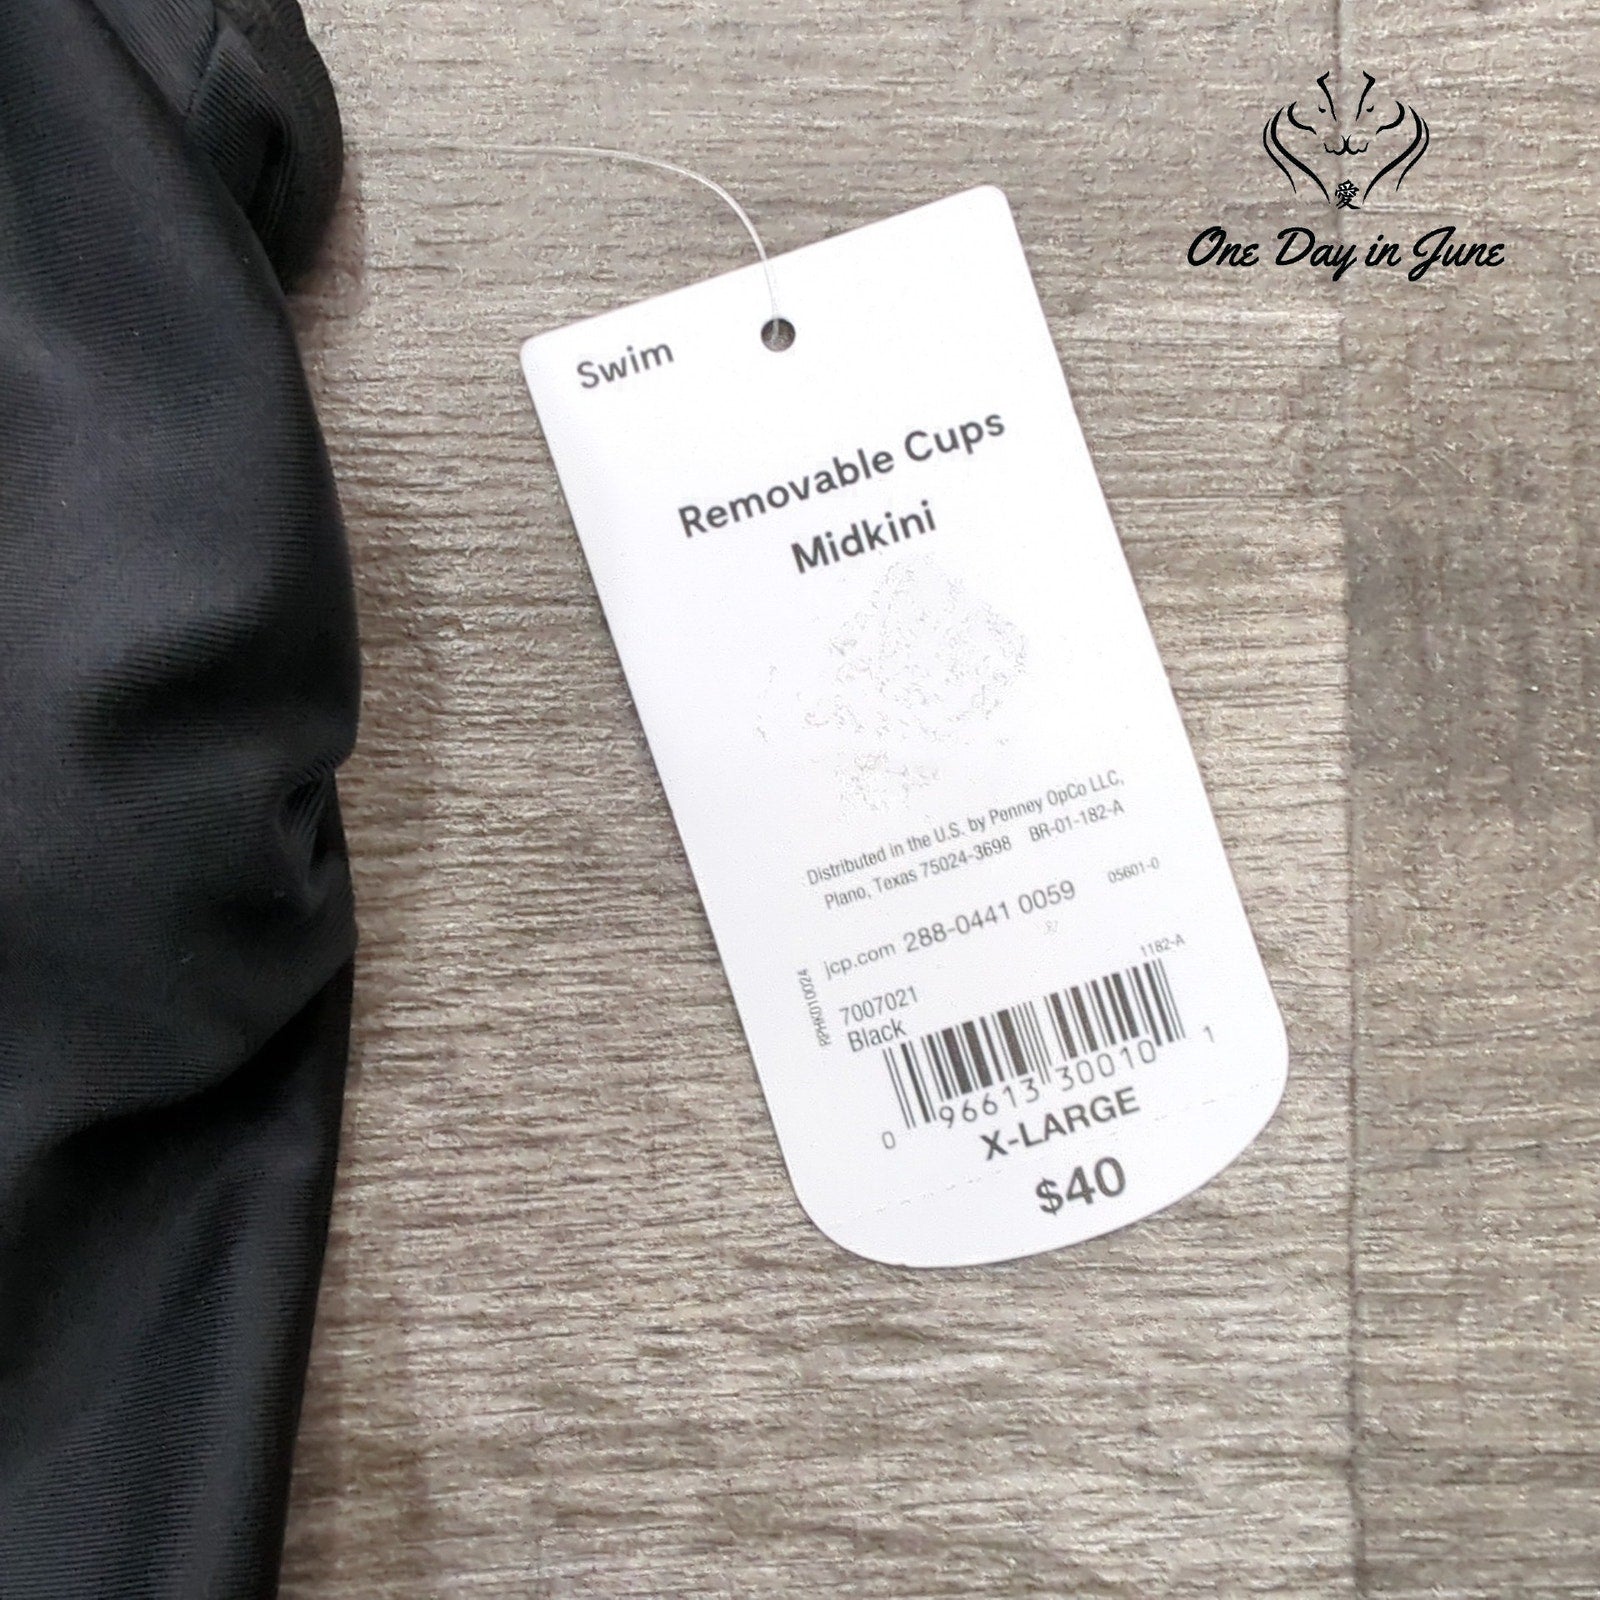 愛
One Day in June
Swim
Removable Cups
Midkini
Distributed in the U.S. by Penney OpCo LLC,
Plano, Texas 75024-3698 BR-01-182-A
05601-0
jcp.com 288-0441 0059
1182-A
7007021
Black
0 96613 30010 1
X-LARGE
$40